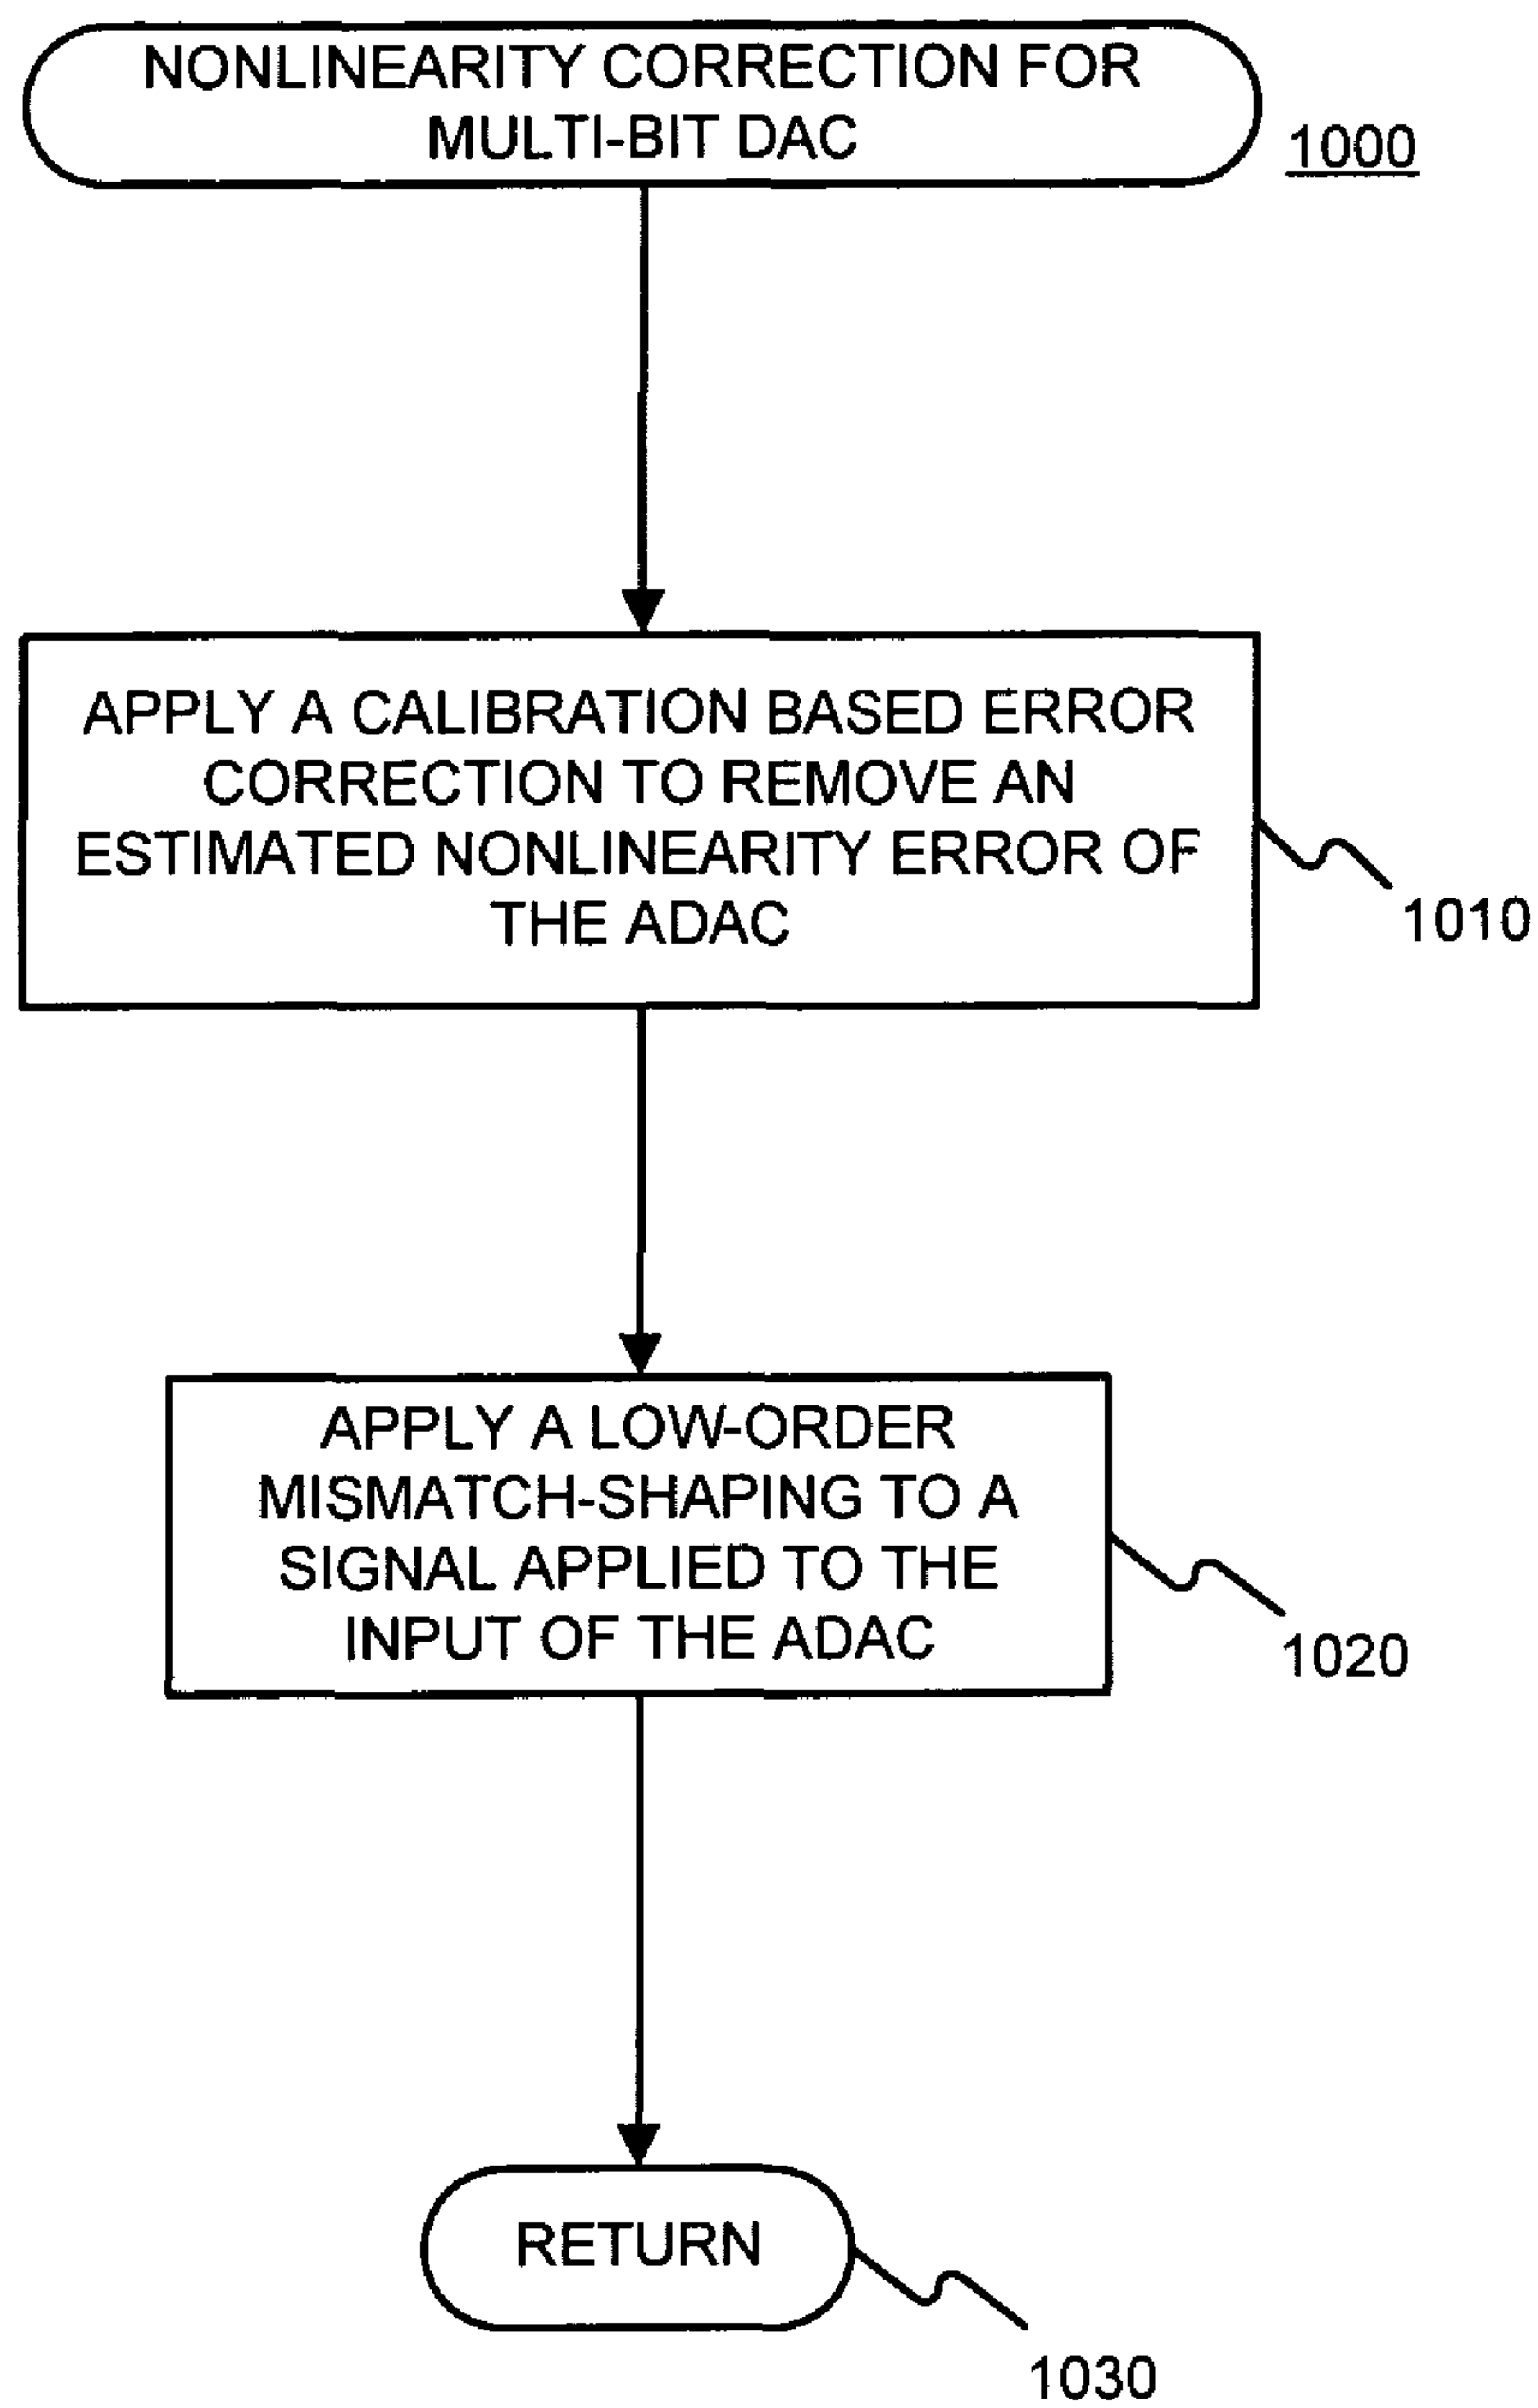 NONLINEARITY CORRECTION FOR
MULTI-BIT DAC
1000
APPLY A CALIBRATION BASED ERROR
CORRECTION TO REMOVE AN
ESTIMATED NONLINEARITY ERROR OF
THE ADAC
1010
APPLY A LOW-ORDER
MISMATCH-SHAPING TO A
SIGNAL APPLIED TO THE
INPUT OF THE ADAC
1020
RETURN
1030